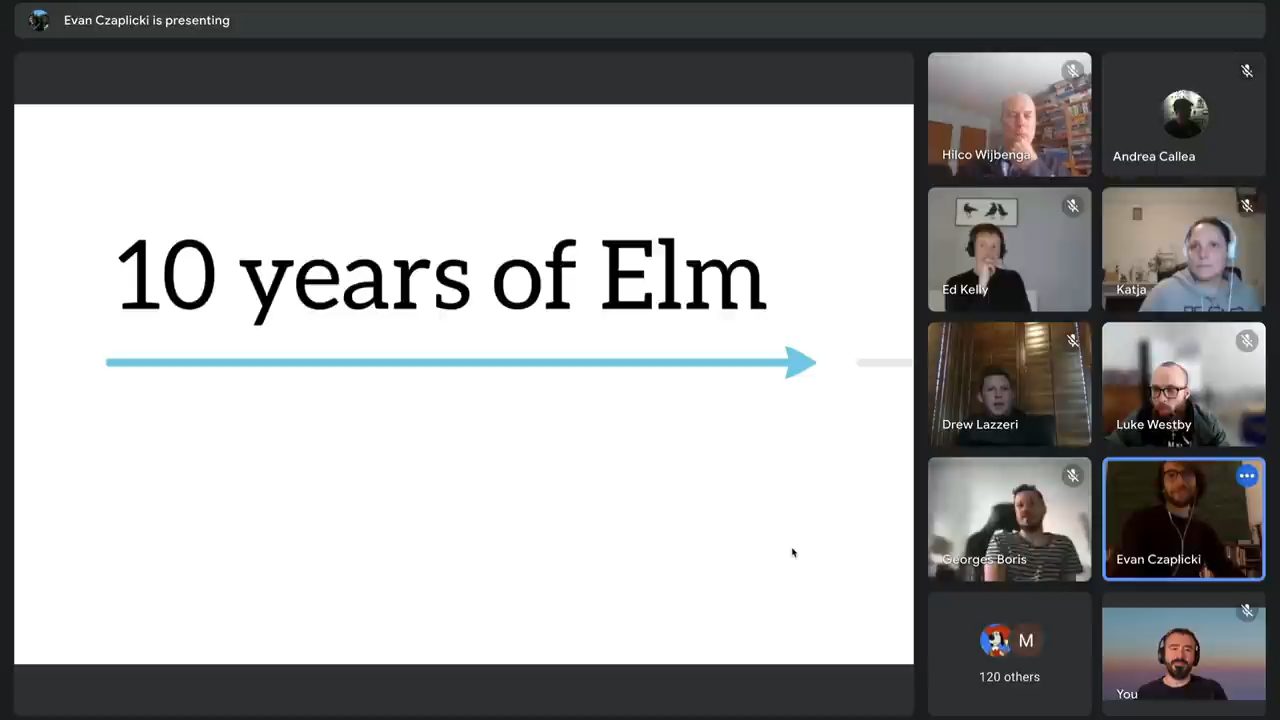 Evan Czaplicki is presenting
10 years of Elm
Hilco Wijbenga
Andrea Callea
Ed Kelly
Katja
Drew Lazzeri
Luke Westby
Georges Boris
Evan Czaplicki
M
120 others
You